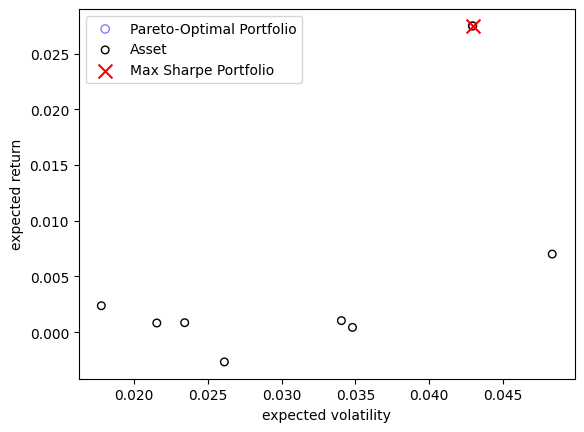 Pareto-Optimal Portfolio
Asset
Max Sharpe Portfolio
0.025
0.020
0.015
0.010
0.005
0.000
expected return
0.020 0.025 0.030 0.035 0.040 0.045
expected volatility